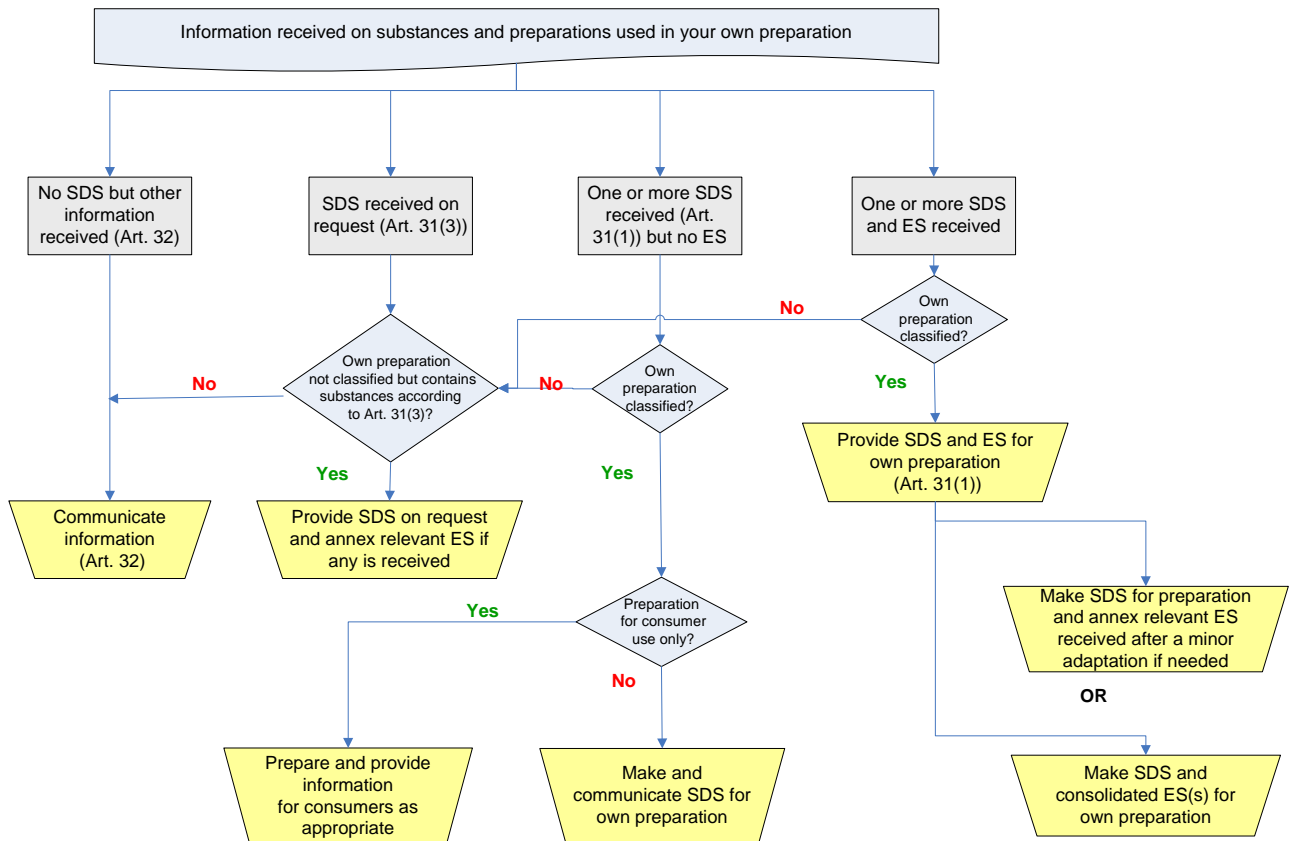 Information received on substances and preparations used in your own preparation
No SDS but other
information
received (Art. 32)
SDS received on
request (Art. 31(3))
One or more SDS
received (Art.
31(1)) but no ES
One or more SDS
and ES received
Own
preparation
classified?
No
Own preparation
not classified but contains
substances according
to Art. 31(3)?
No
Own
preparation
classified?
No
Yes
Provide SDS and ES for
own preparation
(Art. 31(1))
Yes
Yes
Communicate
information
(Art. 32)
Provide SDS on request
and annex relevant ES if
any is received
Preparation
for consumer
use only?
Yes
No
Make SDS for preparation
and annex relevant ES
received after a minor
adaptation if needed
OR
Prepare and provide
information
for consumers as
appropriate
Make and
communicate SDS for
own preparation
Make SDS and
consolidated ES(s) for
own preparation